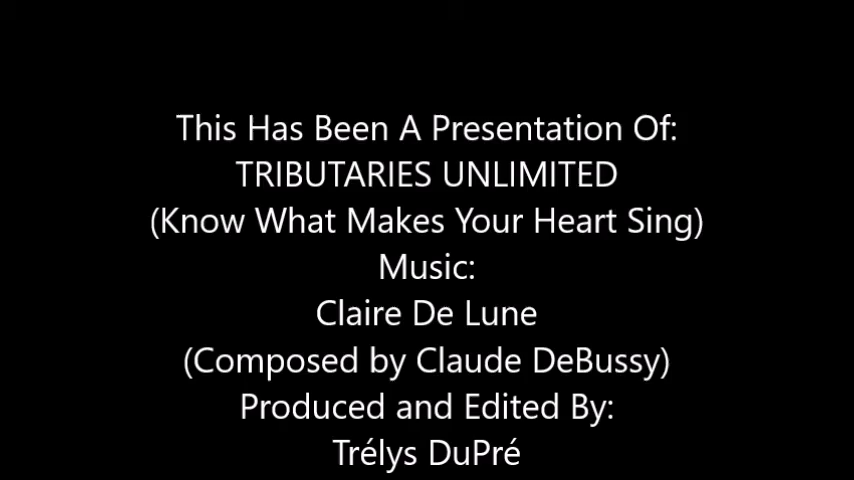 This Has Been A Presentation Of:
TRIBUTARIES UNLIMITED
(Know What Makes Your Heart Sing)
Music:
Claire De Lune
(Composed by Claude DeBussy)
Produced and Edited By:
Trélys DuPré